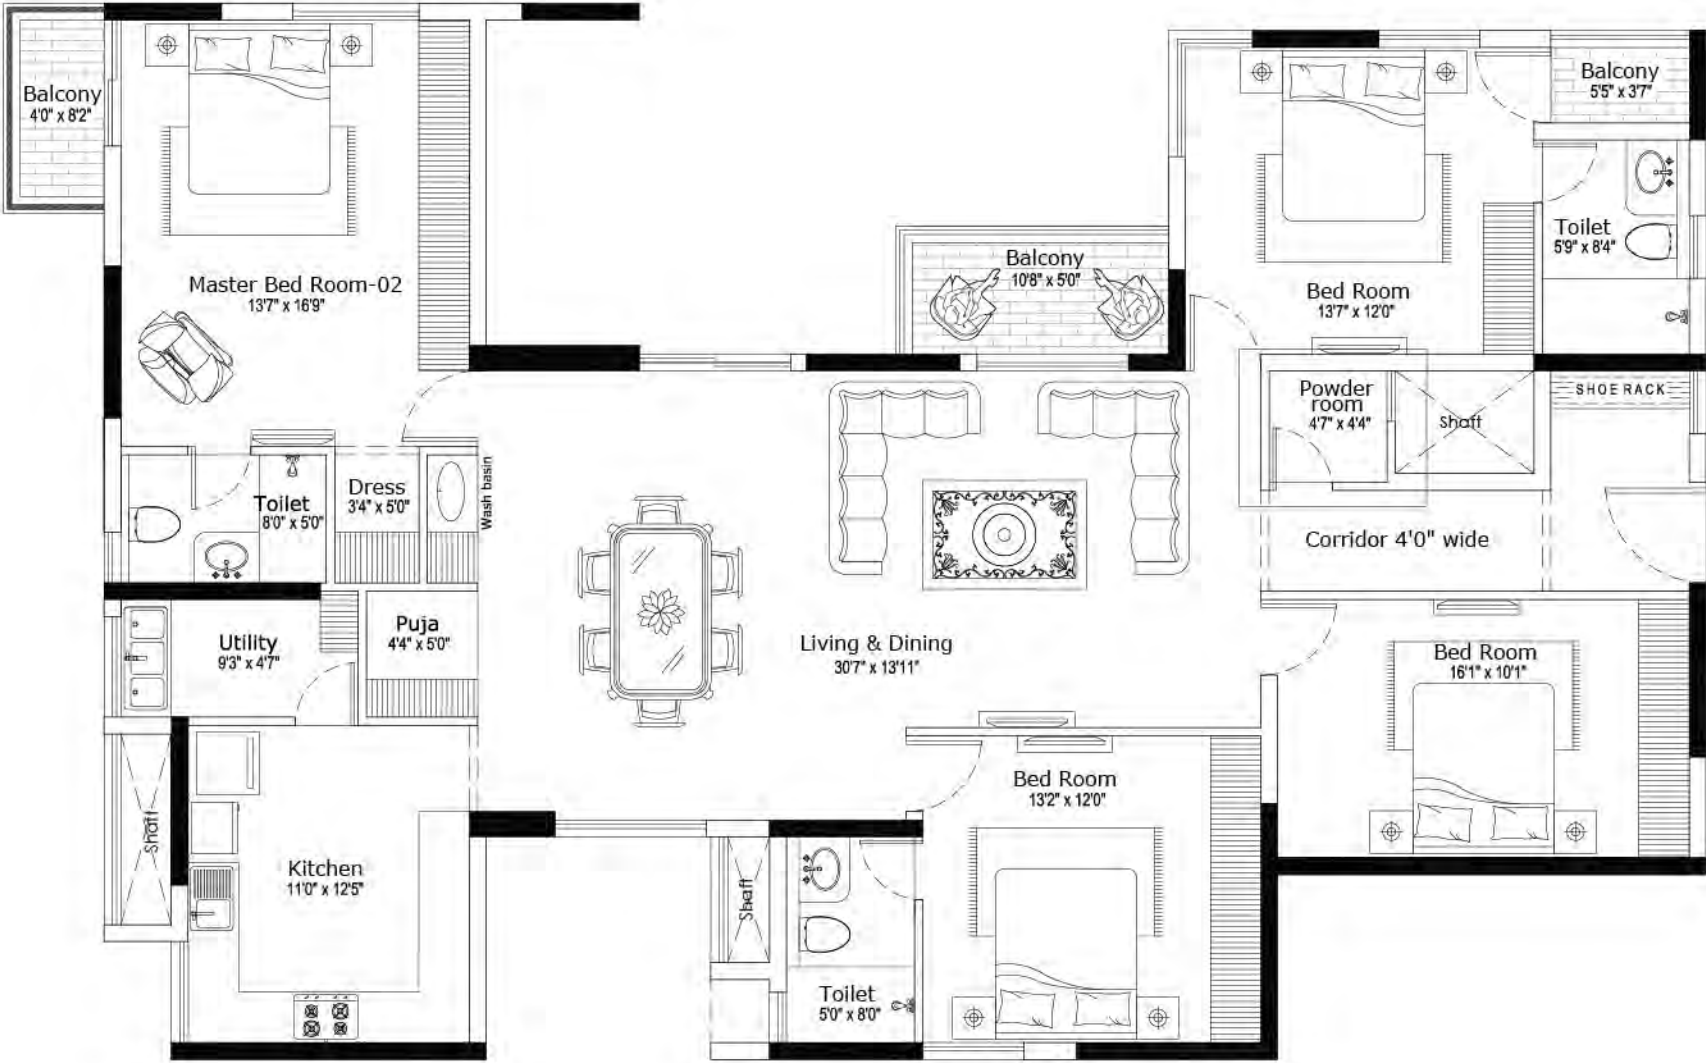 Balcony
4'0" x 8'2"
Master Bed Room-02
13'7" x 16'9"
Balcony
10'8" x 5'0"
Bed Room
13'7" x 12'0"
Balcony
5'5" x 3'7"
Toilet
5'9" x 8'4"
Powder
room
4'7" x 4'4"
Shaft
SHOE RACK
Corridor 4'0" wide
Toilet
8'0" x 5'0"
Dress
3'4" x 5'0"
Wash basin
Utility
9'3" x 4'7"
Puja
4'4" x 5'0"
Living & Dining
30'7" x 13'11"
Bed Room
16'1" x 10'1"
Bed Room
13'2" x 12'0"
Shaft
Kitchen
11'0" x 12'5"
Shaft
Toilet
5'0" x 8'0"